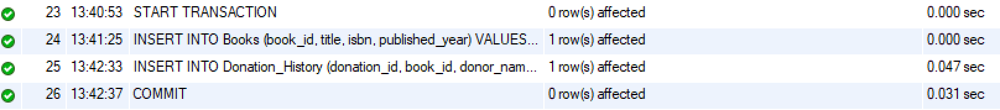 23 13:40:53 START TRANSACTION 0 row(s) affected 0.000 sec
24 13:41:25 INSERT INTO Books (book_id, title, isbn, published_year) VALUES... 1 row(s) affected 0.000 sec
25 13:42:33 INSERT INTO Donation_History (donation_id, book_id, donor_nam... 1 row(s) affected 0.047 sec
26 13:42:37 COMMIT 0 row(s) affected 0.031 sec